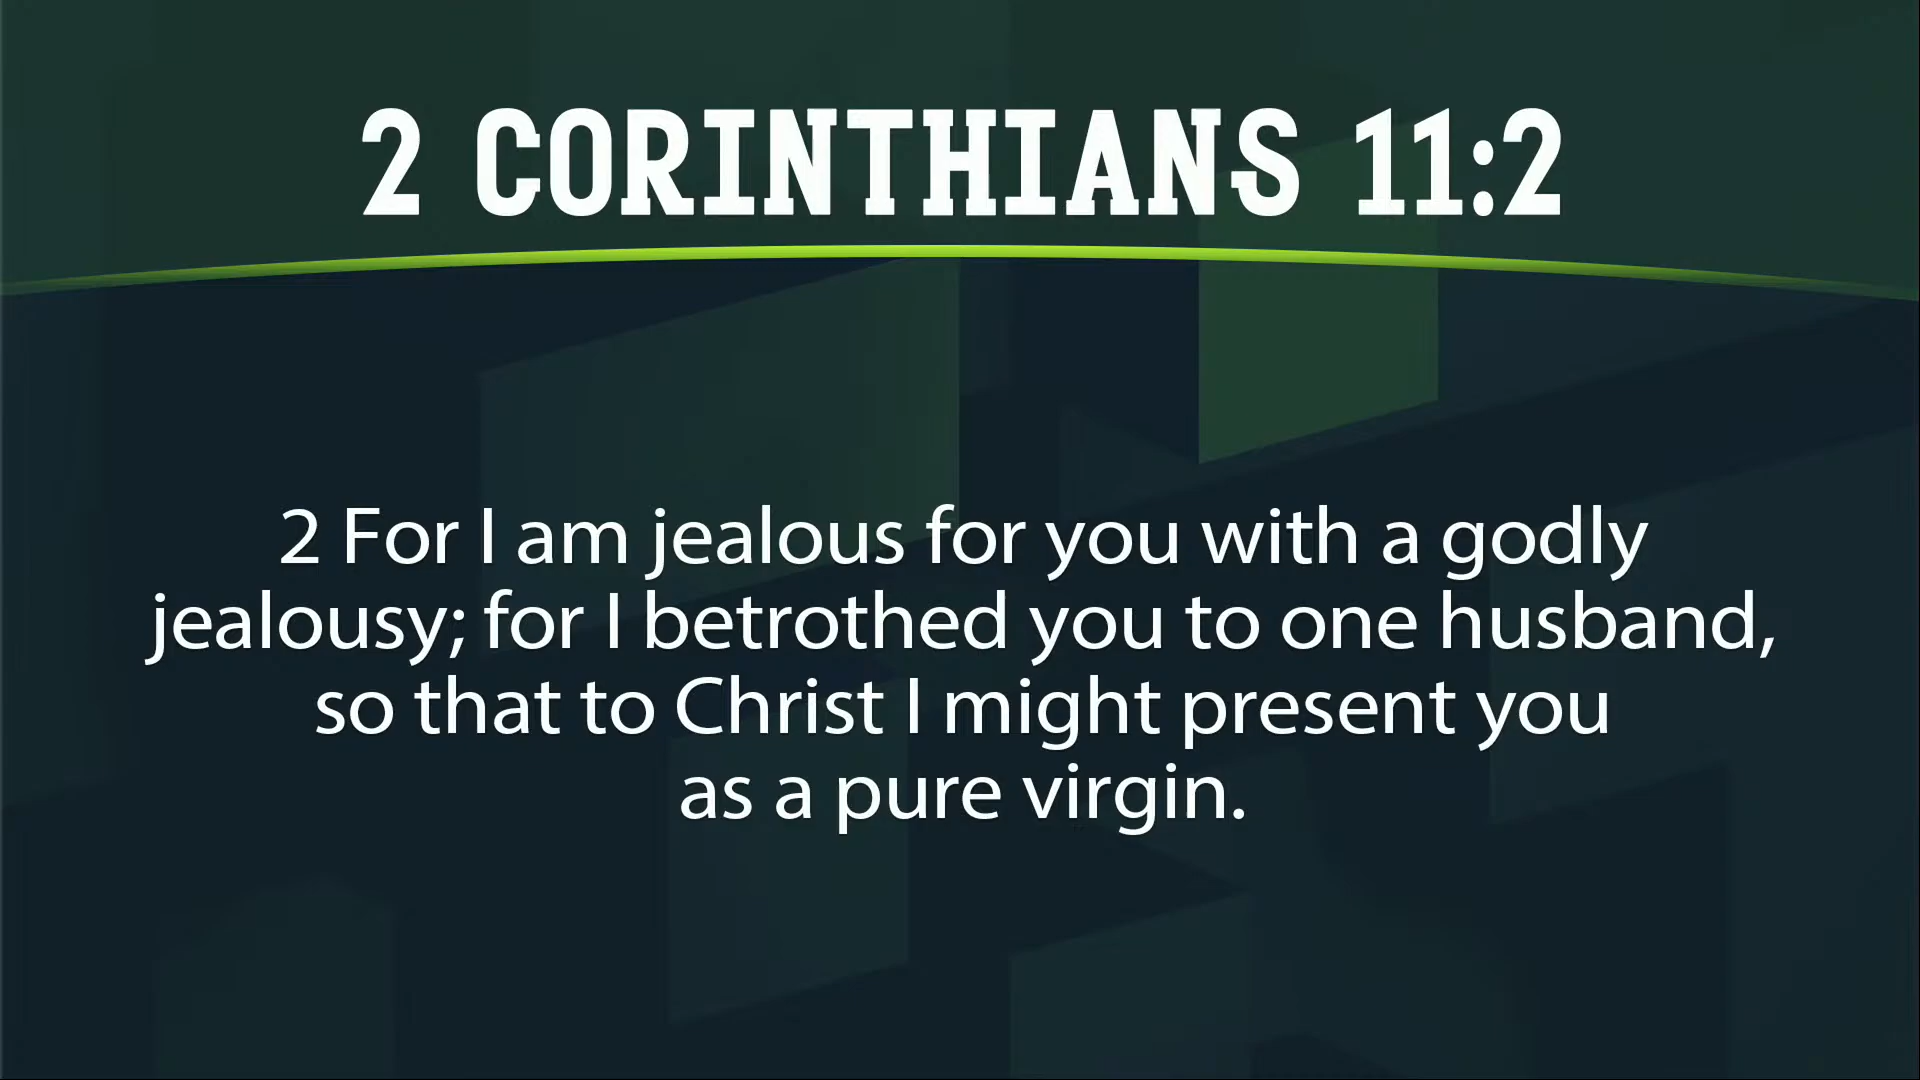 2 CORINTHIANS 11:2
2 For I am jealous for you with a godly
jealousy; for I betrothed you to one husband,
so that to Christ I might present you
as a pure virgin.